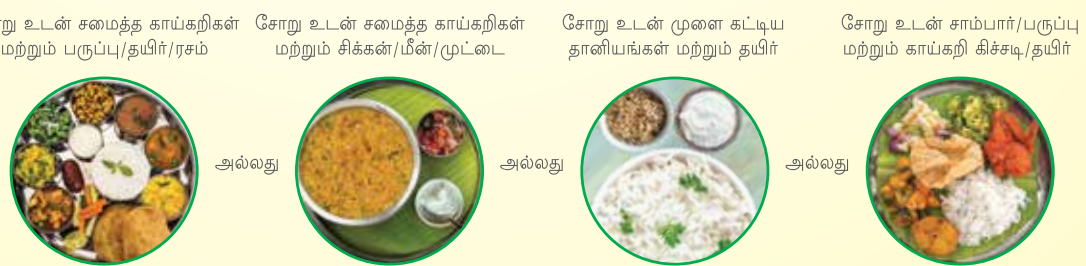 உடன் சமைத்த காய்கறிகள்
மற்றும் பருப்பு/தயிர்/ரசம்
சோறு உடன் சமைத்த காய்கறிகள்
மற்றும் சிக்கன்/மீன்/முட்டை
சோறு உடன் முளை கட்டிய
தானியங்கள் மற்றும் தயிர்
சோறு உடன் சாம்பார்/பருப்பு
மற்றும் காய்கறி கிச்சடி/தயிர்
அல்லது
அல்லது
அல்லது